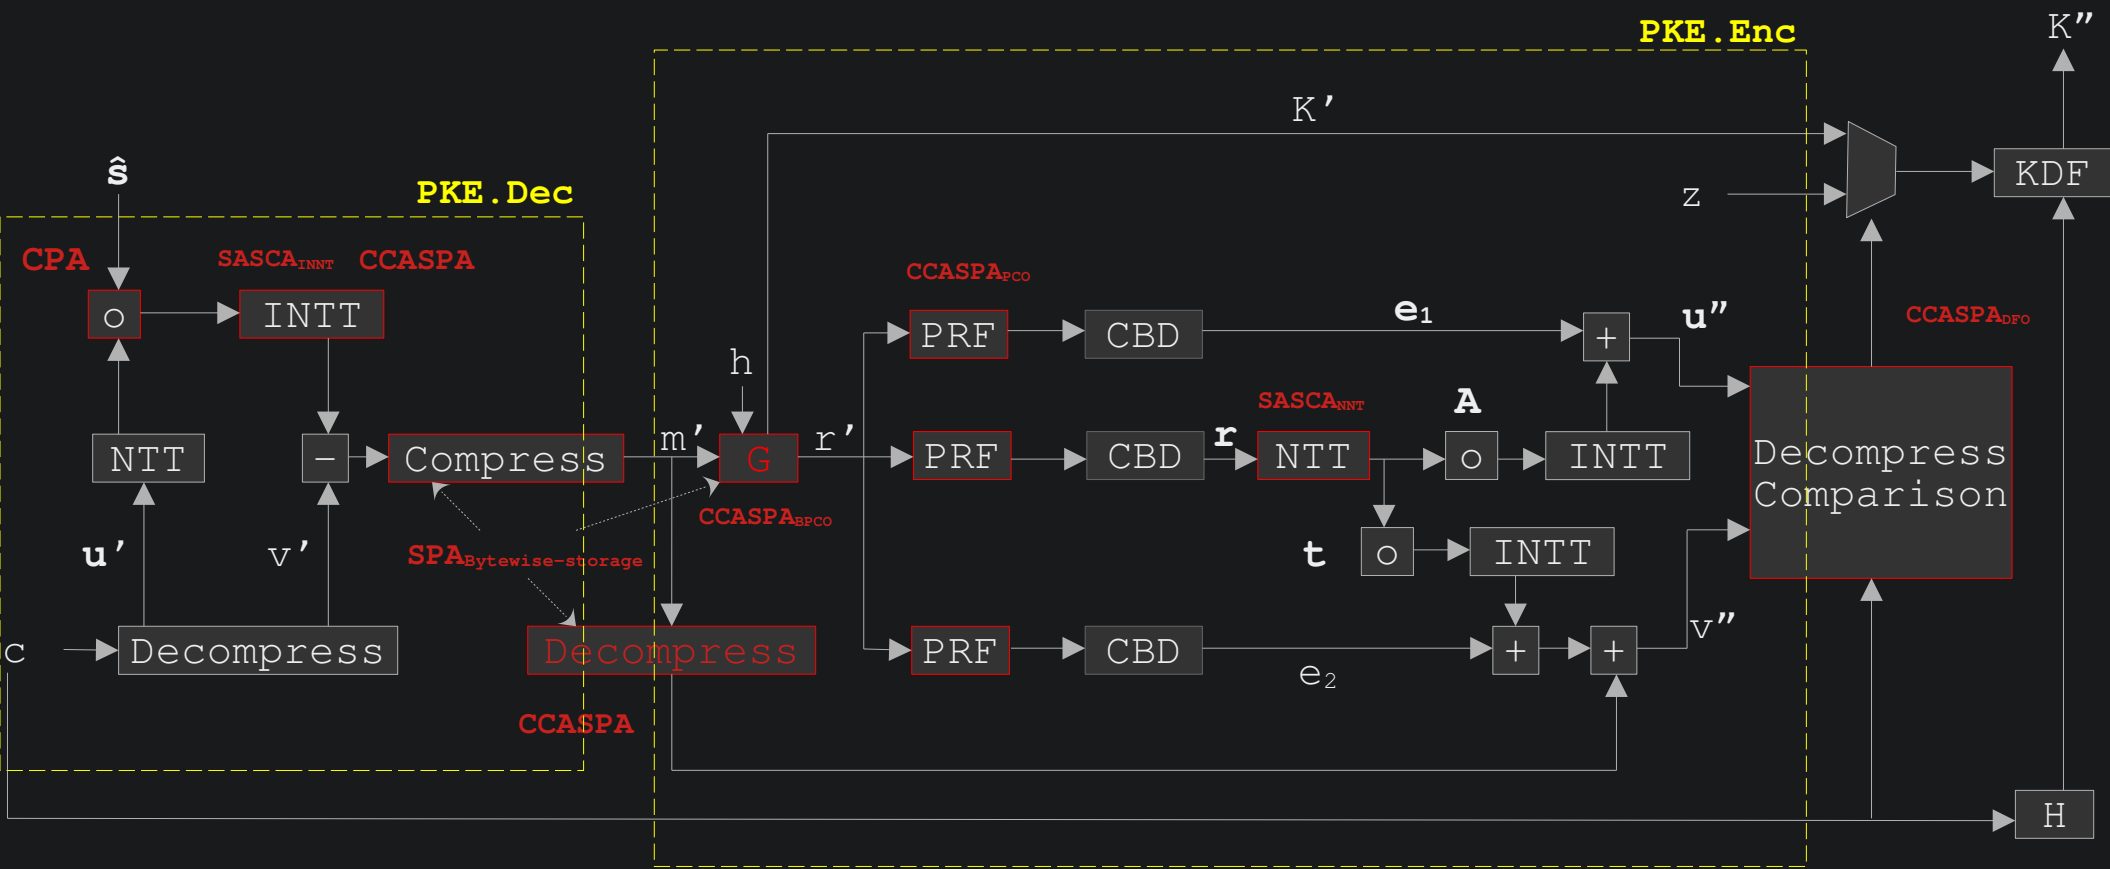 K”
PKE.Enc
K’
ŝ
PKE.Dec
KDF
z
CPA
SASCAINNT
CCASPA
CCASPAPCO
o
INTT
PRF
CBD
e1
+
u”
CCASPADFO
h
SASCANNT
A
NTT
−
Compress
m’
G
r’
PRF
CBD
r
NTT
o
INTT
Decompress
Comparison
CCASPABPCO
u’
v’
SPABytewise-storage
t
o
INTT
c
Decompress
Decompress
PRF
CBD
e2
+
+
v”
CCASPA
H